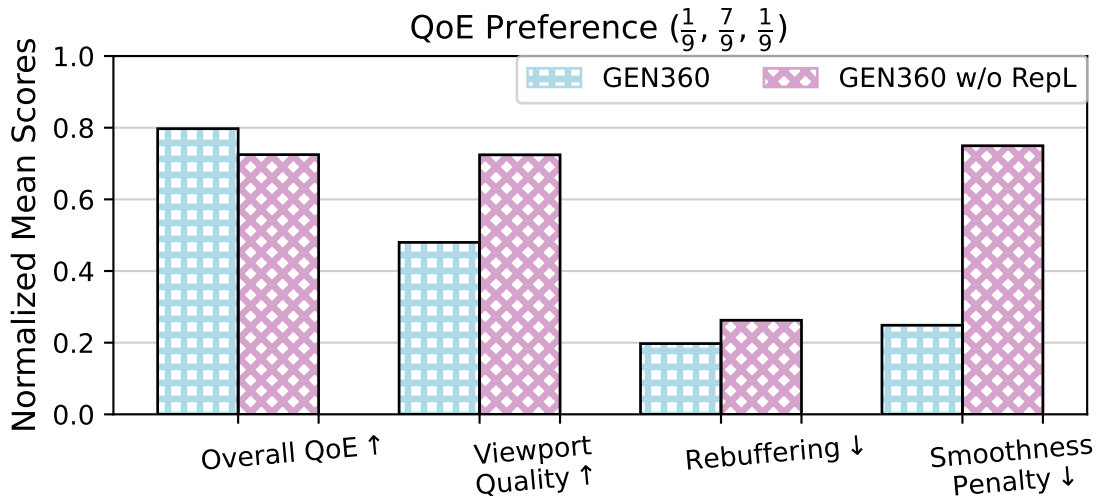 QoE Preference (1/9, 7/9, 1/9)
GEN360
GEN360 w/o RepL
Normalized Mean Scores
1.0
0.8
0.6
0.4
0.2
0.0
Overall QoE ↑
Viewport
Quality ↑
Rebuffering ↓
Smoothness
Penalty ↓